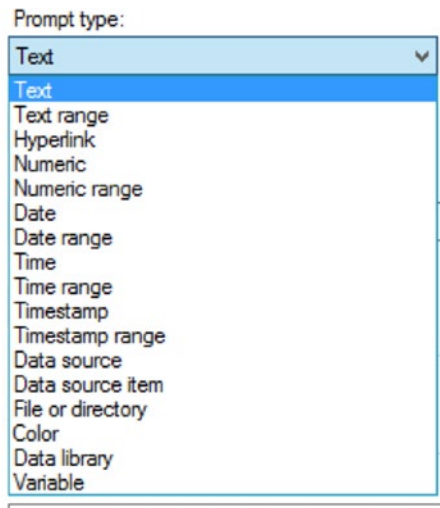 Prompt type:
Text
Text
Text range
Hyperlink
Numeric
Numeric range
Date
Date range
Time
Time range
Timestamp
Timestamp range
Data source
Data source item
File or directory
Color
Data library
Variable